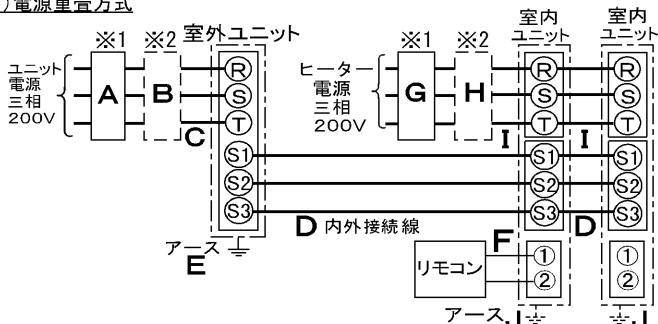 )電源重畳方式
※1 ※2 室外ユニット
ユニット
電源
三相
200V
A B C
R
S
T
S1
S2
S3
アース
E
※1 ※2
ヒーター
電源
三相
200V
G H
I I
D 内外接続線
D
F
リモコン
室内
ユニット
R
S
T
S1
S2
S3
1
2
アース J
室内
ユニット
R
S
T
S1
S2
S3
1
2
J